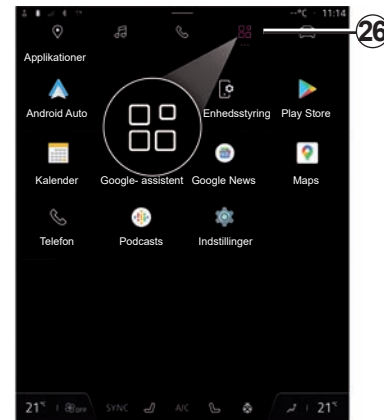 --°C 11:14
26
Applikationer
Android Auto Enhedsstyring Play Store
Kalender Google- assistent Google News Maps
Telefon Podcasts Indstillinger
21°C OFF SYNC A/C 21°C